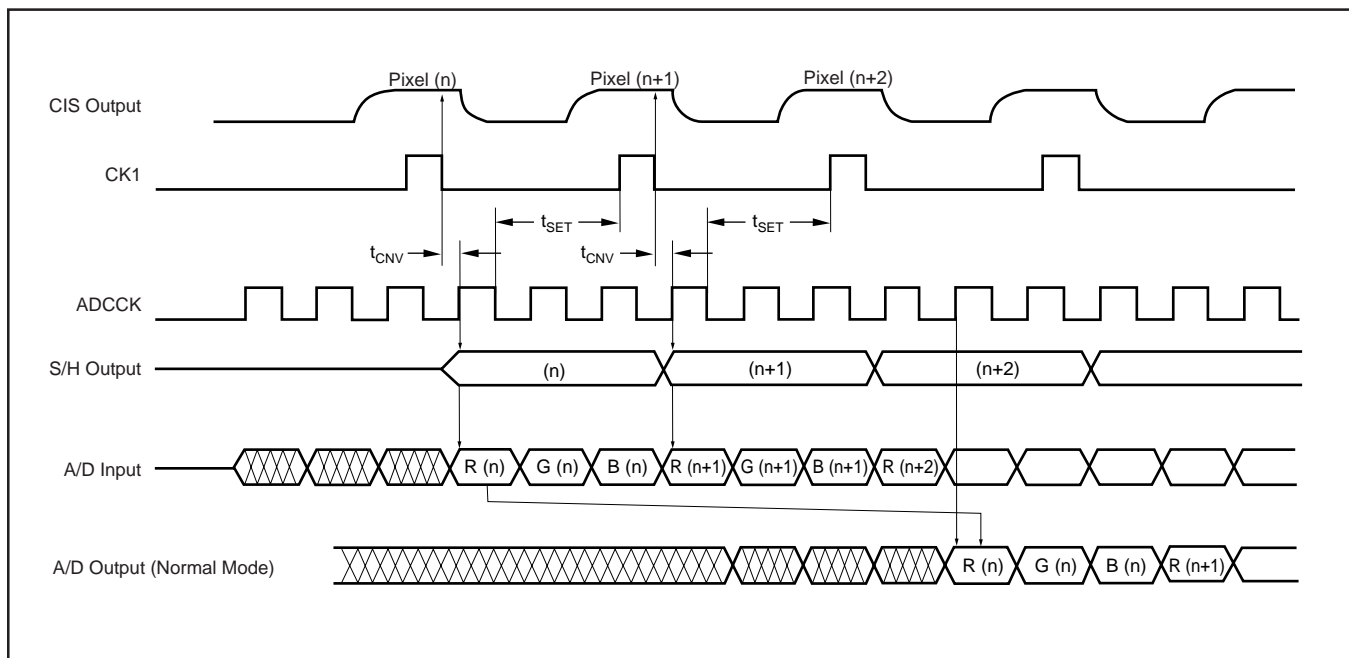 Pixel (n) Pixel (n+1) Pixel (n+2)
CIS Output
CK1
tSET tSET
tCNV tCNV
ADCCK
S/H Output (n) (n+1) (n+2)
A/D Input R (n) G (n) B (n) R (n+1) G (n+1) B (n+1) R (n+2)
A/D Output (Normal Mode) R (n) G (n) B (n) R (n+1)